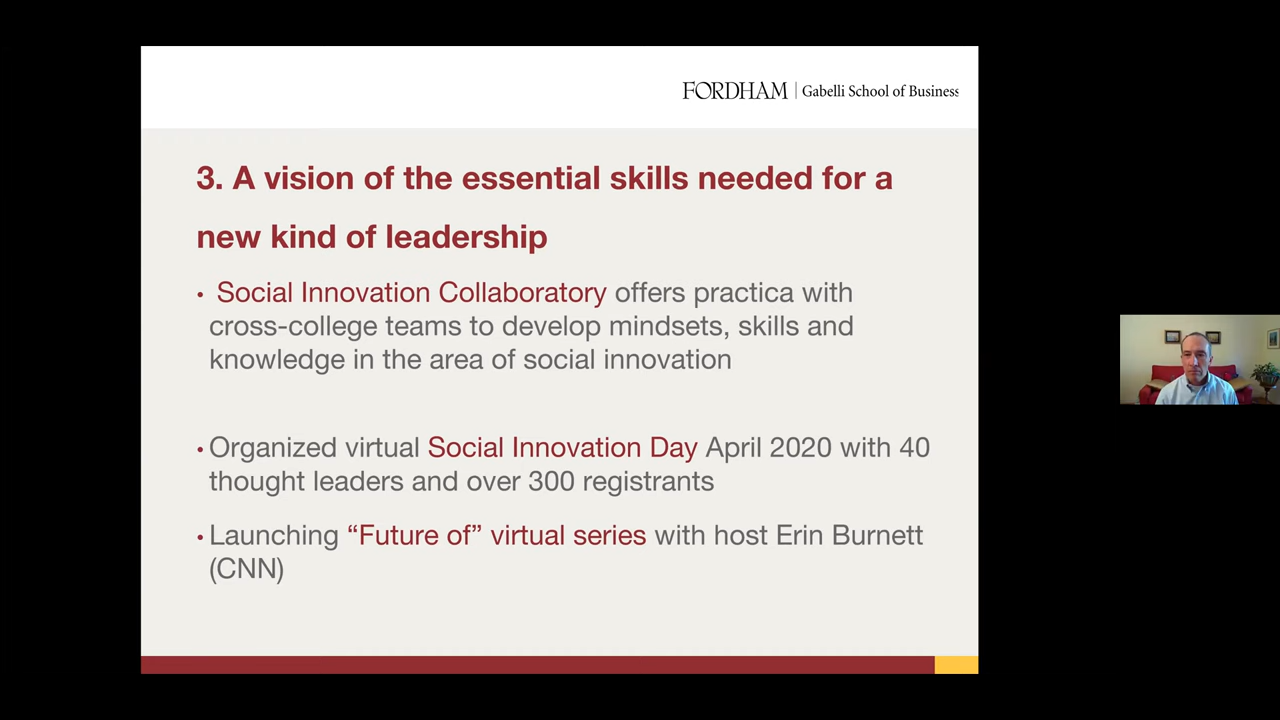 FORDHAM | Gabelli School of Business
3. A vision of the essential skills needed for a
new kind of leadership
• Social Innovation Collaboratory offers practica with
cross-college teams to develop mindsets, skills and
knowledge in the area of social innovation
• Organized virtual Social Innovation Day April 2020 with 40
thought leaders and over 300 registrants
• Launching “Future of” virtual series with host Erin Burnett
(CNN)